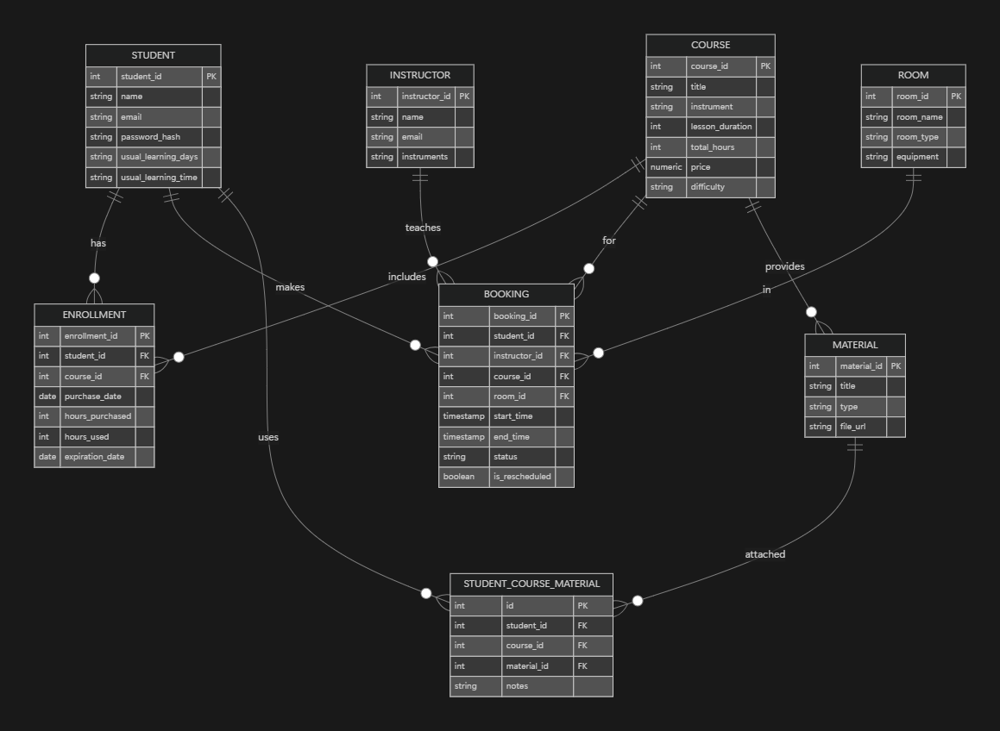 STUDENT
int student_id PK
string name
string email
string password_hash
string usual_learning_days
string usual_learning_time
INSTRUCTOR
int instructor_id PK
string name
string email
string instruments
COURSE
int course_id PK
string title
string instrument
int lesson_duration
int total_hours
numeric price
string difficulty
ROOM
int room_id PK
string room_name
string room_type
string equipment
has
makes
teaches
includes
for
provides
in
ENROLLMENT
int enrollment_id PK
int student_id FK
int course_id FK
date purchase_date
int hours_purchased
int hours_used
date expiration_date
BOOKING
int booking_id PK
int student_id FK
int instructor_id FK
int course_id FK
int room_id FK
timestamp start_time
timestamp end_time
string status
boolean is_rescheduled
MATERIAL
int material_id PK
string title
string type
string file_url
uses
attached
STUDENT_COURSE_MATERIAL
int id PK
int student_id FK
int course_id FK
int material_id FK
string notes